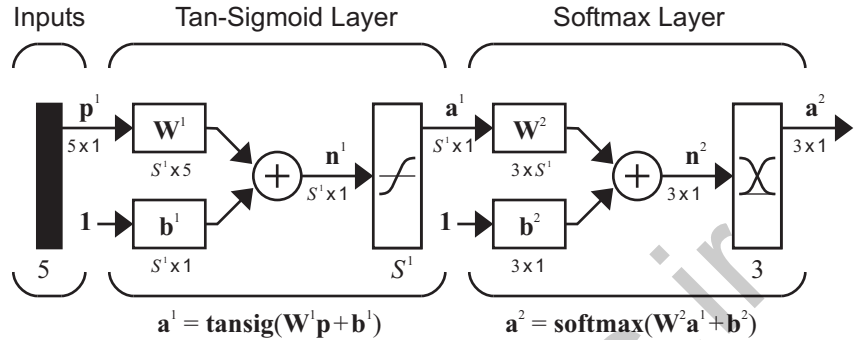 Inputs Tan-Sigmoid Layer Softmax Layer
p¹ a¹ a²
W¹ W²
5 x 1 S¹ x 1 3 x 1
n¹ n²
S¹ x 5 3 x S¹
+ +
S¹ x 1 3 x 1
1 b¹ 1 b²
5 S¹ x 1 S¹ 3 x 1 3
a¹ = tansig(W¹p + b¹) a² = softmax(W²a¹ + b²)
ir